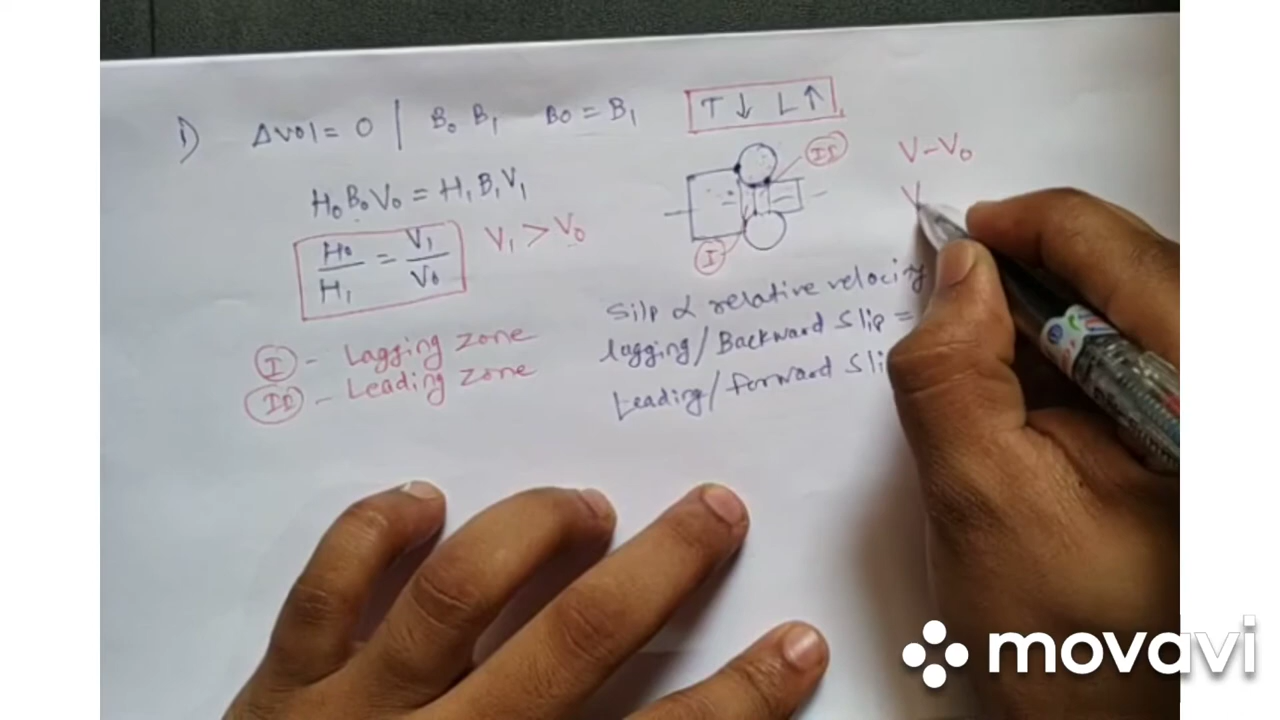 1) Δvol = 0 | B₀ B₁ B₀ = B₁
T ↓ L ↑
H₀B₀V₀ = H₁B₁V₁
H₀/H₁ = V₁/V₀
V₁ > V₀
II
I
V - V₀
V
I - Lagging zone
II - Leading zone
Silp ∝ relative velocity
lagging/Backward Slip =
Leading/forward Sli
movavi